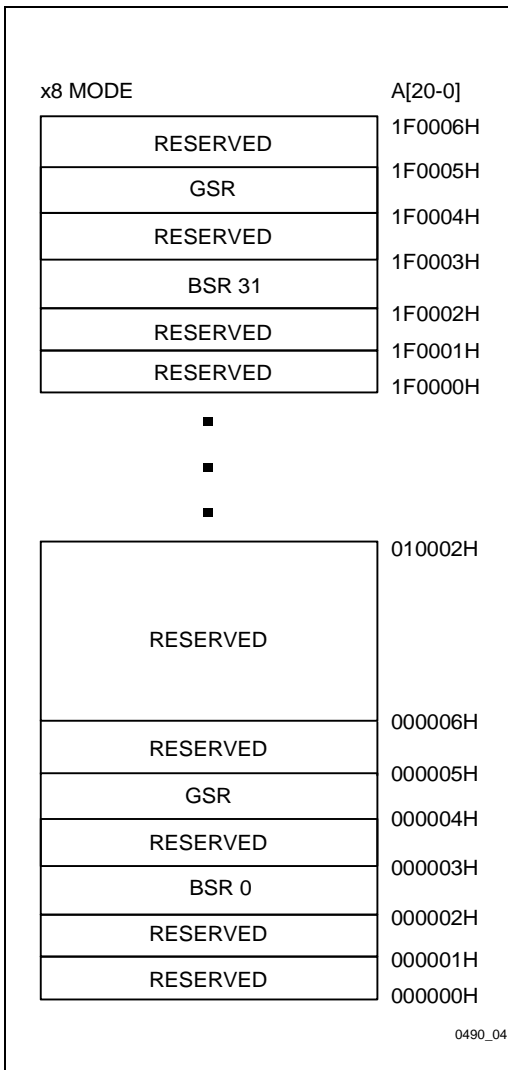 x8 MODE A[20-0]
1F0006H
RESERVED
1F0005H
GSR
1F0004H
RESERVED
1F0003H
BSR 31
1F0002H
RESERVED
1F0001H
RESERVED
1F0000H
010002H
RESERVED
000006H
RESERVED
000005H
GSR
000004H
RESERVED
000003H
BSR 0
000002H
RESERVED
000001H
RESERVED
000000H
0490_04